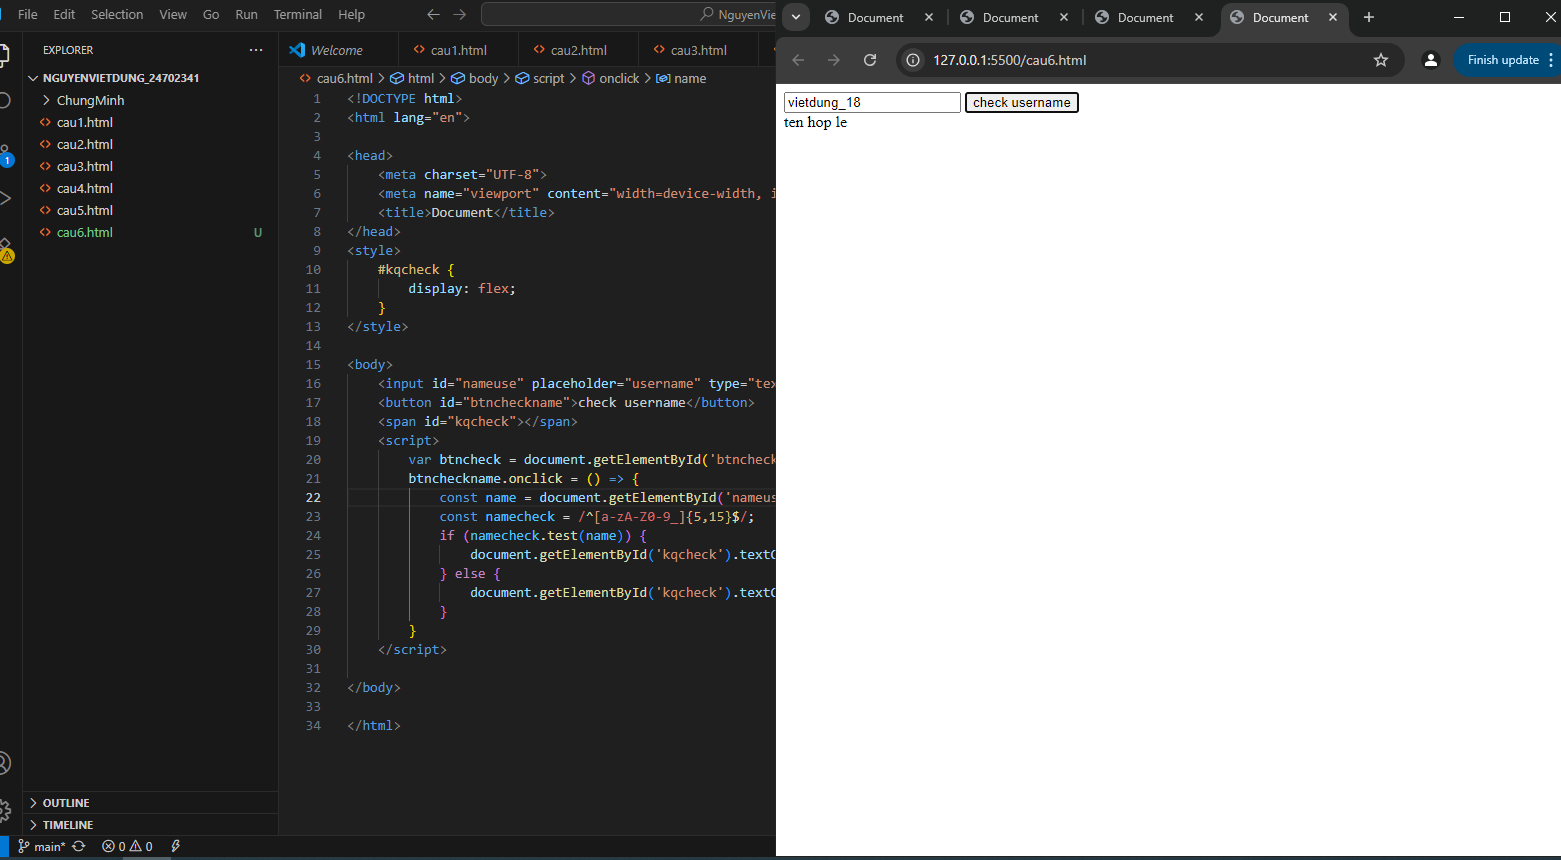 File Edit Selection View Go Run Terminal Help
NguyenVie
EXPLORER
NGUYENVIETDUNG_24702341
ChungMinh
cau1.html
cau2.html
cau3.html
cau4.html
cau5.html
cau6.html U
1
OUTLINE
TIMELINE
main* 0 0
Welcome cau1.html cau2.html cau3.html
cau6.html > html > body > script > onclick > name
1 <!DOCTYPE html>
2 <html lang="en">
3
4 <head>
5 <meta charset="UTF-8">
6 <meta name="viewport" content="width=device-width, i
7 <title>Document</title>
8 </head>
9 <style>
10 #kqcheck {
11 display: flex;
12 }
13 </style>
14
15 <body>
16 <input id="nameuse" placeholder="username" type="tex
17 <button id="btncheckname">check username</button>
18 <span id="kqcheck"></span>
19 <script>
20 var btncheck = document.getElementById('btncheck
21 btncheckname.onclick = () => {
22 const name = document.getElementById('nameus
23 const namecheck = /^[a-zA-Z0-9_]{5,15}$/;
24 if (namecheck.test(name)) {
25 document.getElementById('kqcheck').textC
26 } else {
27 document.getElementById('kqcheck').textC
28 }
29 }
30 </script>
31
32 </body>
33
34 </html>
Document Document Document Document
127.0.0.1:5500/cau6.html Finish update
vietdung_18 check username
ten hop le